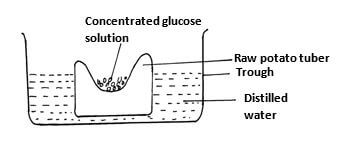 Concentrated glucose
solution
Raw potato tuber
Trough
Distilled
water